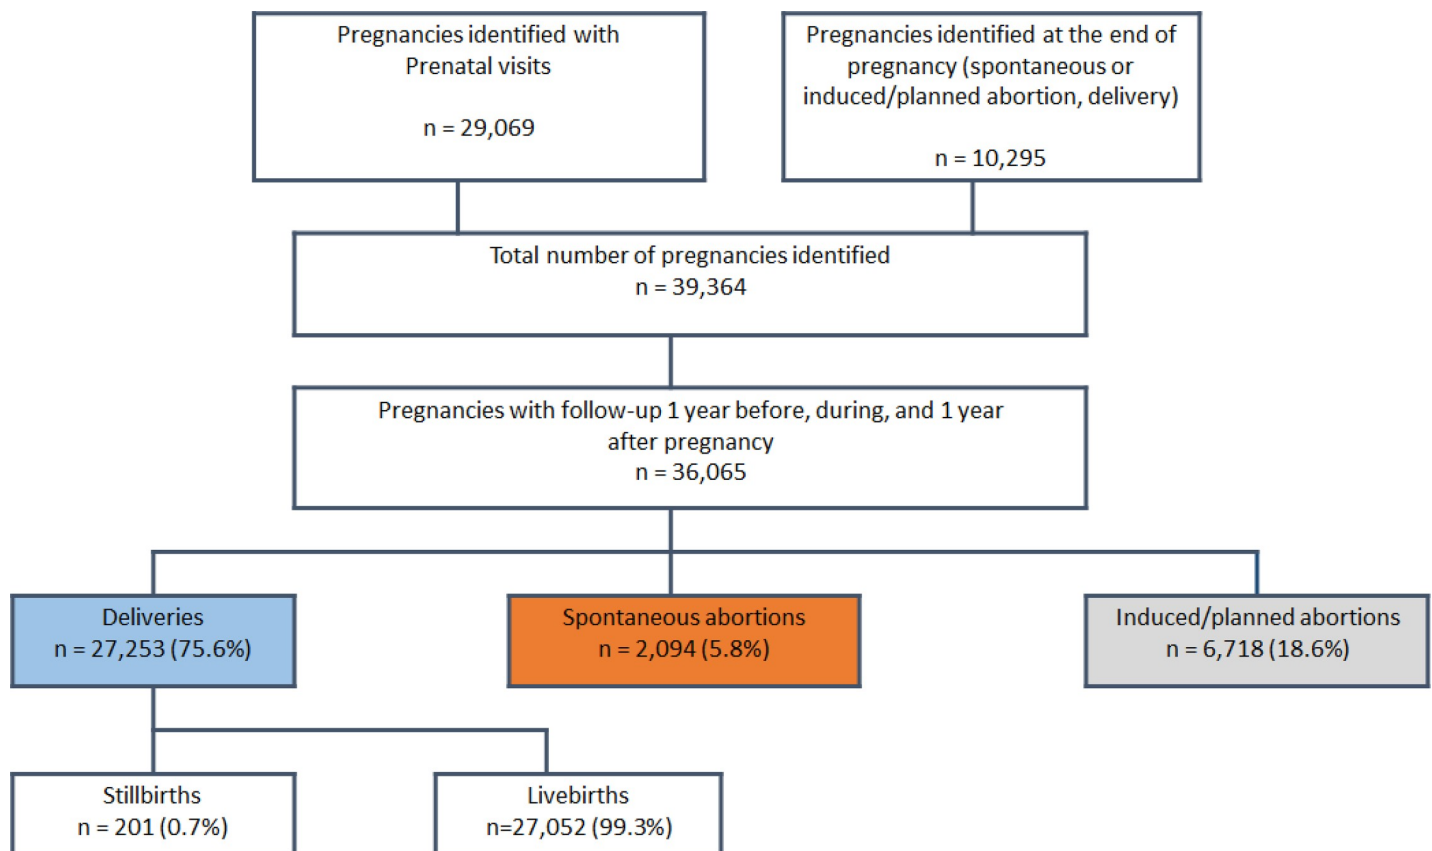 Pregnancies identified with
Prenatal visits
n = 29,069
Pregnancies identified at the end of
pregnancy (spontaneous or
induced/planned abortion, delivery)
n = 10,295
Total number of pregnancies identified
n = 39,364
Pregnancies with follow-up 1 year before, during, and 1 year
after pregnancy
n = 36,065
Deliveries
n = 27,253 (75.6%)
Spontaneous abortions
n = 2,094 (5.8%)
Induced/planned abortions
n = 6,718 (18.6%)
Stillbirths
n = 201 (0.7%)
Livebirths
n=27,052 (99.3%)